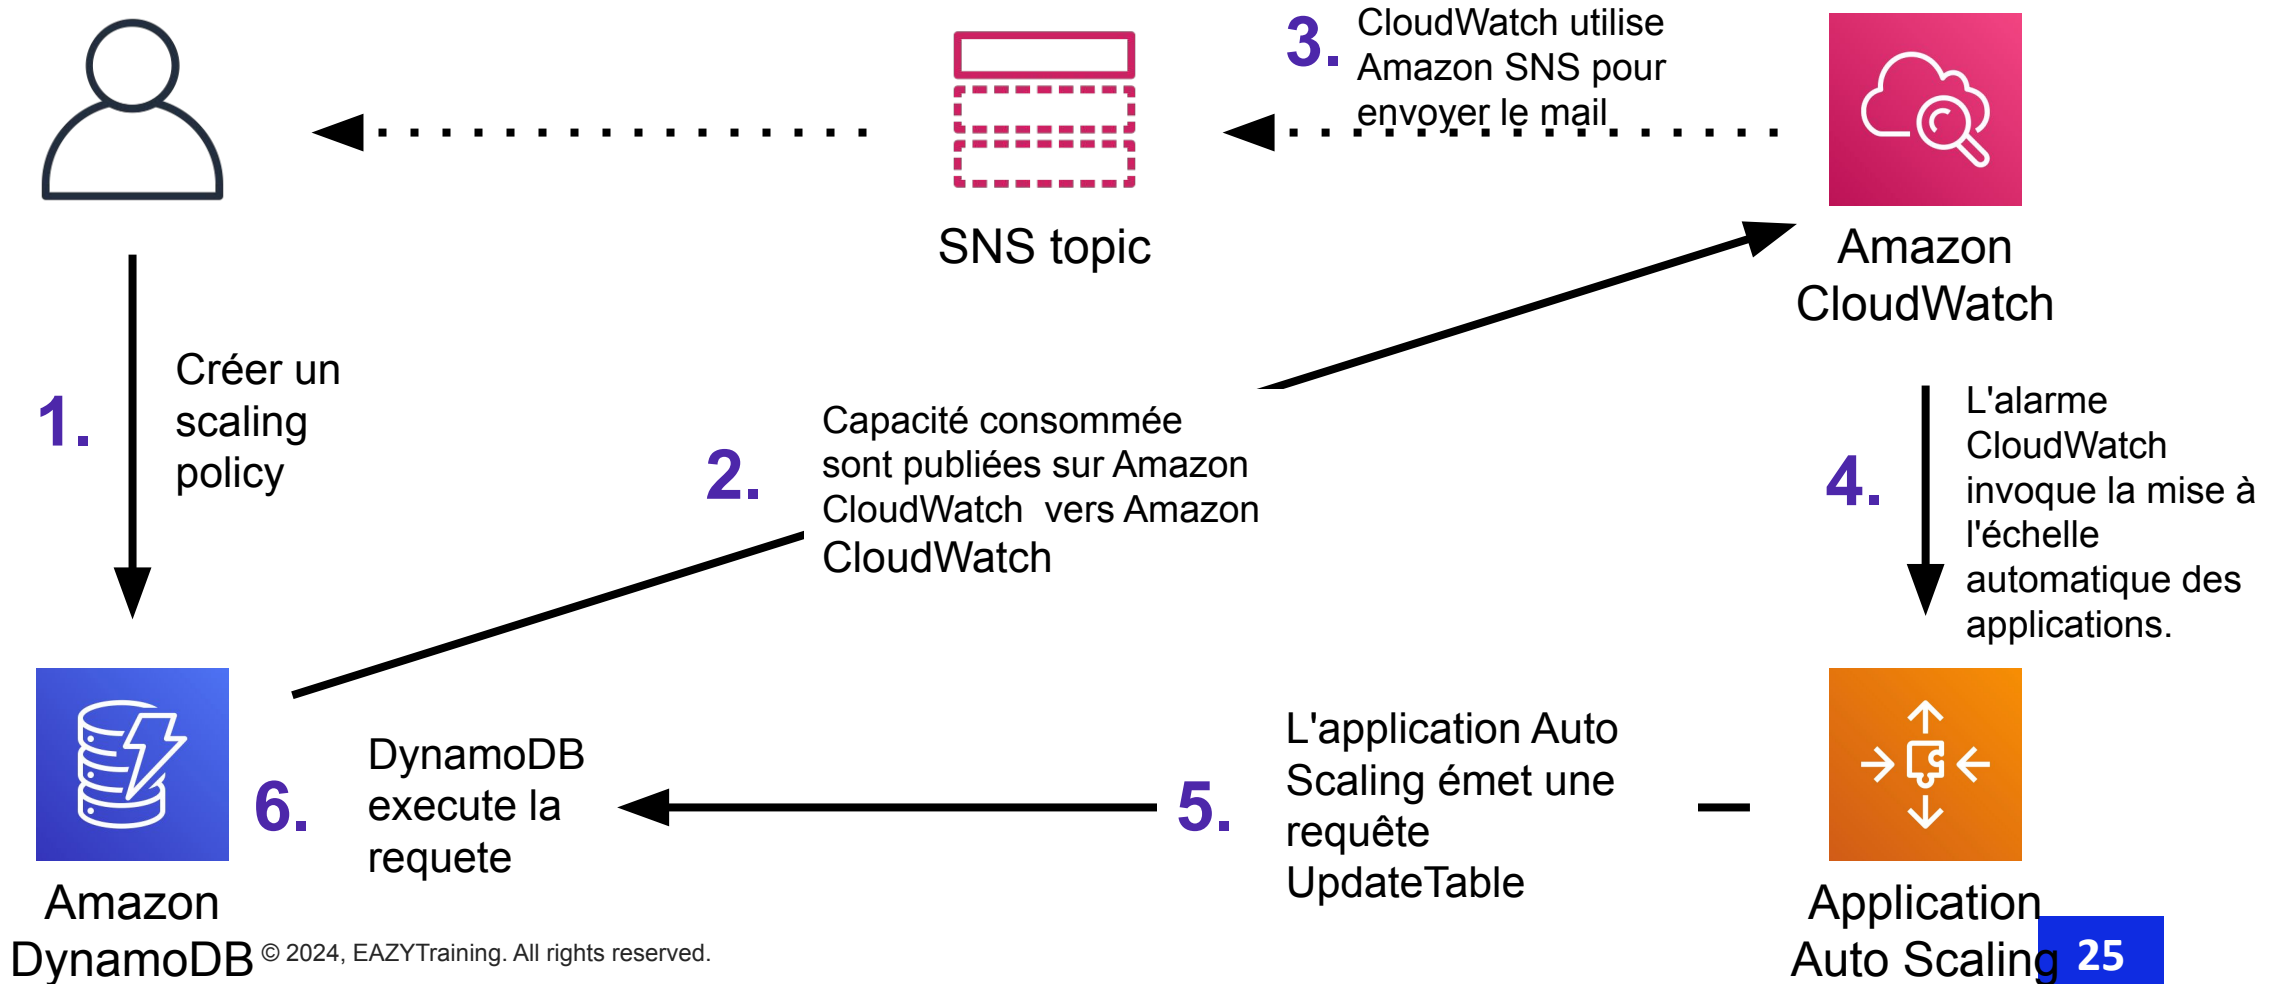 3.
CloudWatch utilise
Amazon SNS pour
envoyer le mail
SNS topic
Amazon
CloudWatch
1.
Créer un
scaling
policy
2.
Capacité consommée
sont publiées sur Amazon
CloudWatch  vers Amazon
CloudWatch
4.
L'alarme
CloudWatch
invoque la mise à
l'échelle
automatique des
applications.
6.
DynamoDB
execute la
requete
5.
L'application Auto
Scaling émet une
requête
UpdateTable
Amazon
DynamoDB
Application
Auto Scaling
© 2024, EAZYTraining. All rights reserved.
25